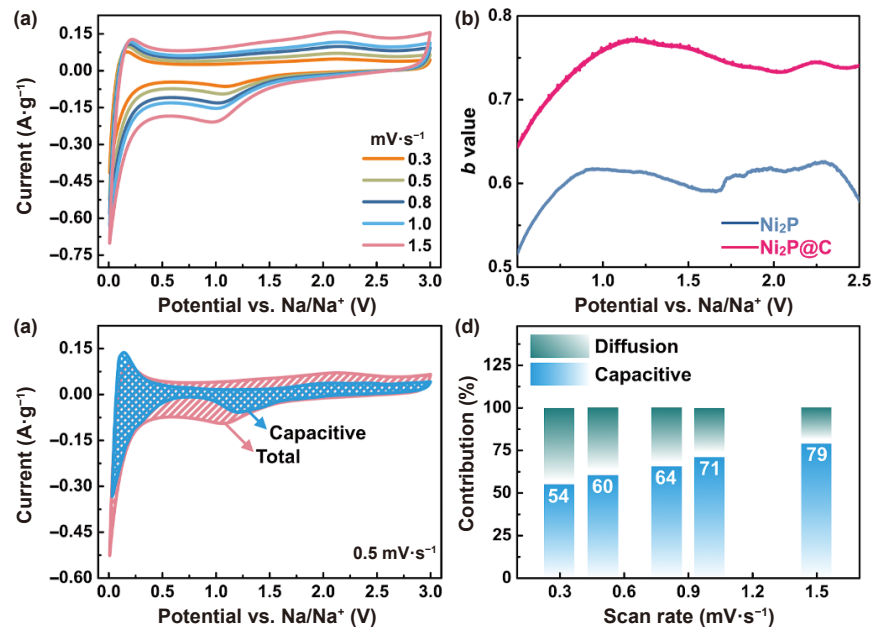 (a)
0.15
0.00
−0.15
−0.30
−0.45
−0.60
−0.75
Current (A·g⁻¹)
mV·s⁻¹
0.3
0.5
0.8
1.0
1.5
0.0 0.5 1.0 1.5 2.0 2.5 3.0
Potential vs. Na/Na⁺ (V)
(b)
0.8
0.7
0.6
0.5
b value
Ni₂P
Ni₂P@C
0.5 1.0 1.5 2.0 2.5
Potential vs. Na/Na⁺ (V)
(a)
0.15
0.00
−0.15
−0.30
−0.45
−0.60
Current (A·g⁻¹)
Capacitive
Total
0.5 mV·s⁻¹
0.0 0.5 1.0 1.5 2.0 2.5 3.0
Potential vs. Na/Na⁺ (V)
(d)
Diffusion
Capacitive
100
75
50
25
0
Contribution (%)
54 60 64 71 79
0.3 0.6 0.9 1.2 1.5
Scan rate (mV·s⁻¹)